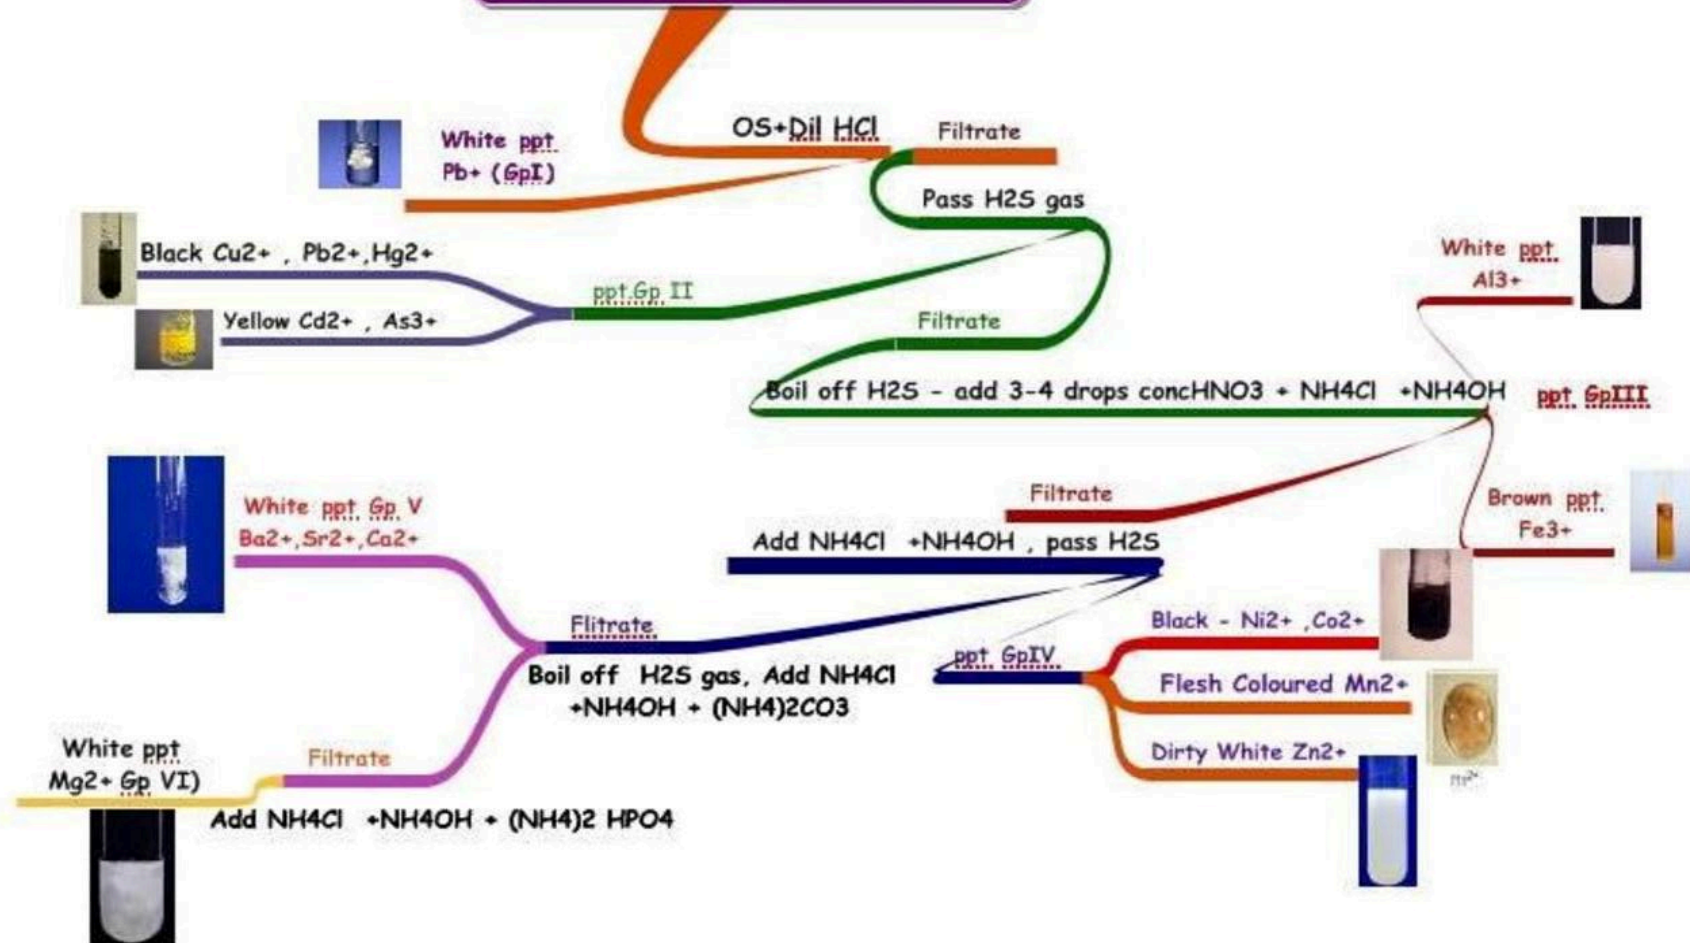 OS+Dil HCl
Filtrate
White ppt
Pb+ (GpI)
Pass H2S gas
Black Cu2+ , Pb2+,Hg2+
ppt.Gp II
Yellow Cd2+ , As3+
Filtrate
White ppt
Al3+
Boil off H2S - add 3-4 drops concHNO3 + NH4Cl +NH4OH
ppt GpIII
Filtrate
Brown ppt
Fe3+
White ppt Gp V
Ba2+,Sr2+,Ca2+
Add NH4Cl +NH4OH , pass H2S
Flitrate
Boil off H2S gas, Add NH4Cl
+NH4OH + (NH4)2CO3
ppt GpIV
Black - Ni2+ ,Co2+
Flesh Coloured Mn2+
Dirty White Zn2+
White ppt
Mg2+ Gp VI)
Filtrate
Add NH4Cl +NH4OH + (NH4)2 HPO4